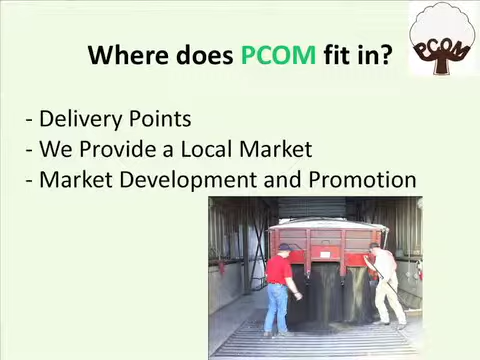 Where does PCOM fit in?
PCOM
- Delivery Points
- We Provide a Local Market
- Market Development and Promotion